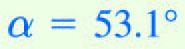 α = 53.1°